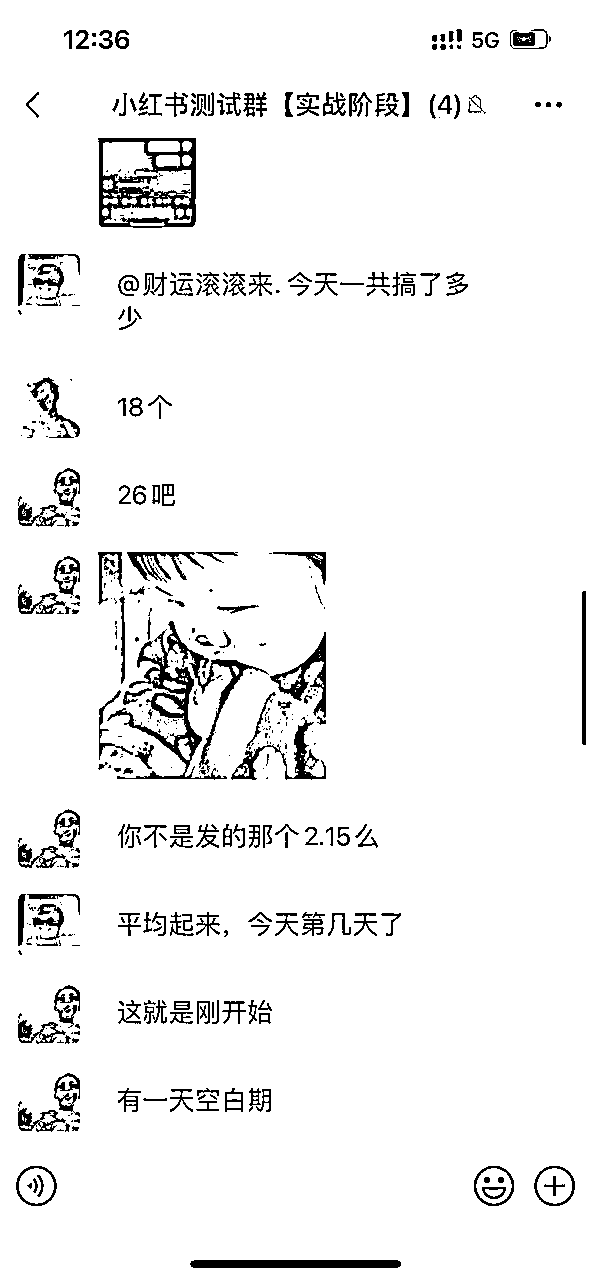 12:36
5G
小红书测试群【实战阶段】(4)
@财运滚滚来. 今天一共搞了多
少
18个
26吧
你不是发的那个2.15么
平均起来，今天第几天了
这就是刚开始
有一天空白期